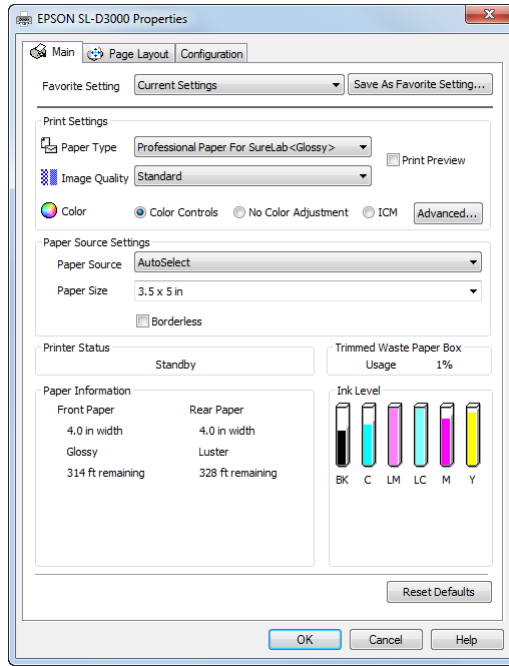 EPSON SL-D3000 Properties
Main Page Layout Configuration
Favorite Setting Current Settings Save As Favorite Setting...
Print Settings
Paper Type Professional Paper For SureLab<Glossy>
Print Preview
Image Quality Standard
Color Color Controls No Color Adjustment ICM Advanced...
Paper Source Settings
Paper Source AutoSelect
Paper Size 3.5 x 5 in
Borderless
Printer Status Trimmed Waste Paper Box
Standby Usage 1%
Paper Information Ink Level
Front Paper Rear Paper
4.0 in width 4.0 in width
Glossy Luster
314 ft remaining 328 ft remaining
BK C LM LC M Y
Reset Defaults
OK Cancel Help